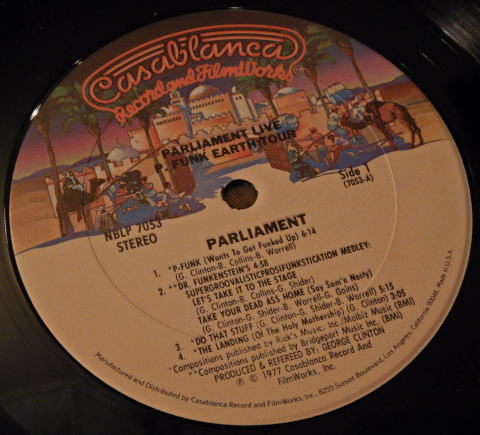 Casablanca
Record and FilmWorks
PARLIAMENT LIVE
P. FUNK EARTH TOUR
NBLP 7053
STEREO
Side 1
(7053-A)
PARLIAMENT
1. *P-FUNK (Wants To Get Funked Up) 6:14
(G. Clinton-B. Collins-B. Worrell)
2. **DR. FUNKENSTEIN'S 4:58
SUPERGROOVALISTICPROSIFUNKSTICATION MEDLEY:
LET'S TAKE IT TO THE STAGE
(G. Clinton-B. Collins-G. Shider)
TAKE YOUR DEAD ASS HOME (Say Som'n Nasty)
(G. Clinton-G. Shider-B. Worrell-G. Goins)
3. *DO THAT STUFF (G. Clinton-G. Shider-B. Worrell) 5:15
4. *THE LANDING (Of The Holy Mothership) (G. Clinton) 3:05
*Compositions published by Rick's Music, Inc./Malbiz Music (BMI)
**Compositions published by Bridgeport Music Inc. (BMI)
PRODUCED & REFEREED BY: GEORGE CLINTON
℗ © 1977 Casablanca Record And
FilmWorks, Inc.
Manufactured and Distributed by Casablanca Record and FilmWorks, Inc. 8255 Sunset Boulevard, Los Angeles, California 90046. Made in U.S.A.